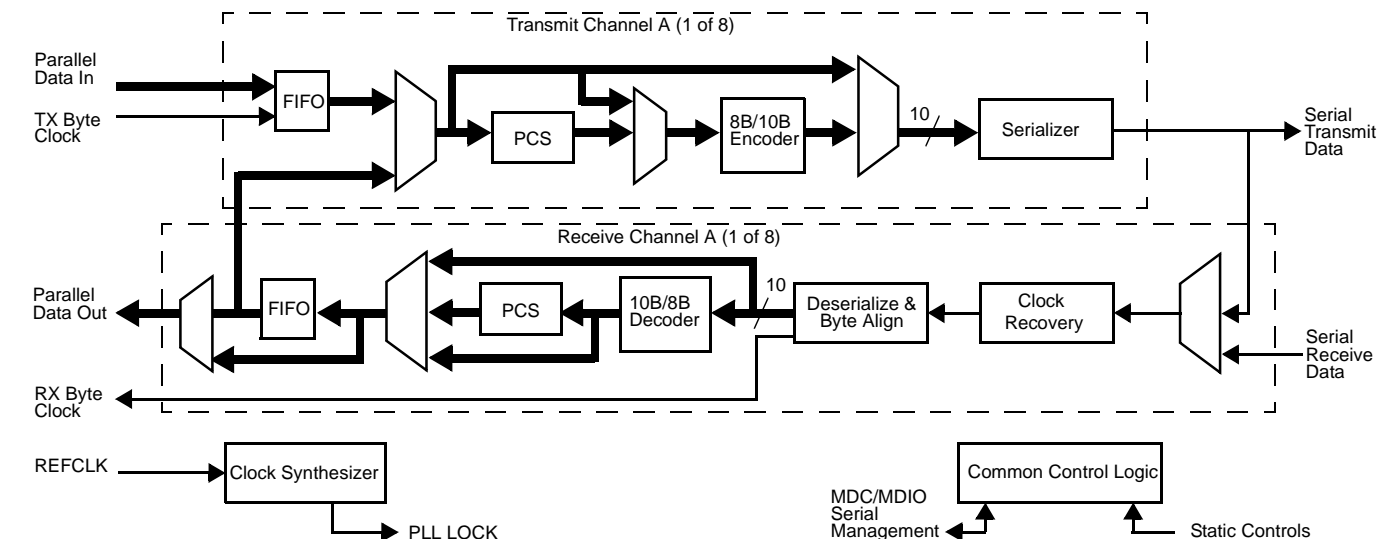 Transmit Channel A (1 of 8)
Parallel
Data In
TX Byte
Clock
FIFO
PCS
8B/10B
Encoder
10
Serializer
Serial
Transmit
Data
Receive Channel A (1 of 8)
Parallel
Data Out
FIFO
PCS
10B/8B
Decoder
10
Deserialize &
Byte Align
Clock
Recovery
Serial
Receive
Data
RX Byte
Clock
REFCLK
Clock Synthesizer
PLL LOCK
Common Control Logic
MDC/MDIO
Serial
Management
Static Controls